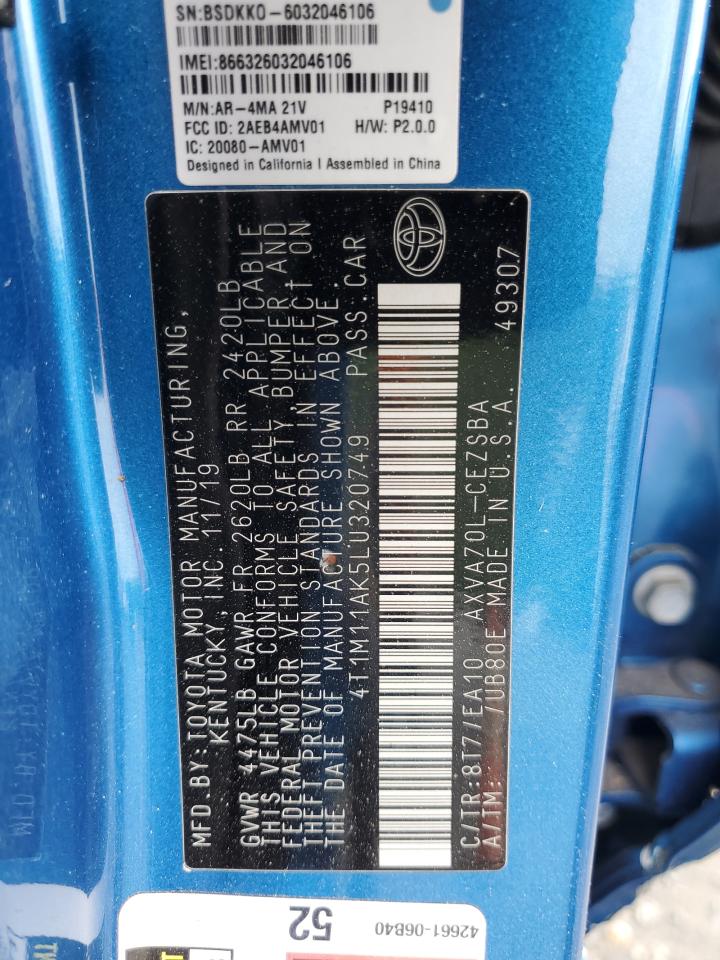 SN:BSDKKO-6032046106
IMEI:866326032046106
M/N:AR-4MA 21V P19410
FCC ID: 2AEB4AMV01 H/W: P2.0.0
IC: 20080-AMV01
Designed in California I Assembled in China
MFD BY:TOYOTA MOTOR MANUFACTURING,
KENTUCKY, INC. 11/19
GVWR 4475LB GAWR FR 2620LB RR 2420LB
THIS VEHICLE CONFORMS TO ALL APPLICABLE
FEDERAL MOTOR VEHICLE SAFETY, BUMPER AND
THEFT PREVENTION STANDARDS IN EFFECT ON
THE DATE OF MANUFACTURE SHOWN ABOVE.
4T1M11AK5LU320749 PASS.CAR
C/TR:8T7/EA10 AXVA70L-CEZSBA
A/TM: -/UB80E MADE IN U.S.A. 49307
52
42661-06B40